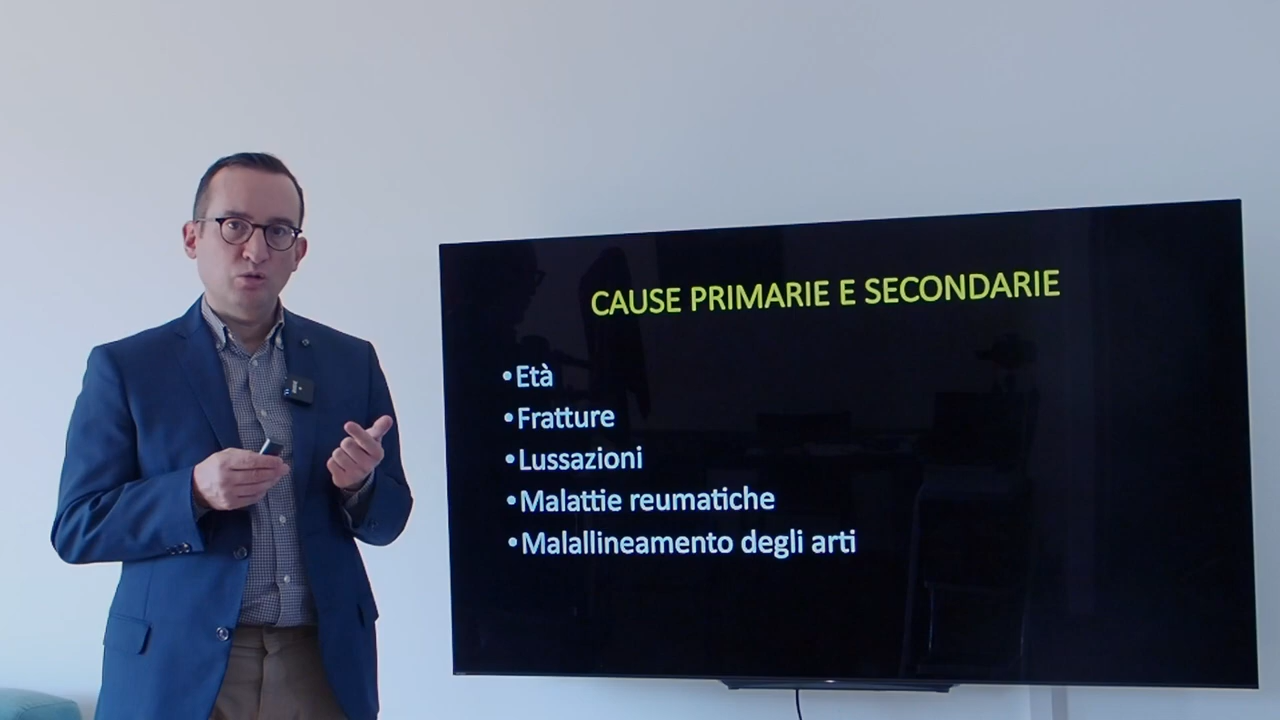 CAUSE PRIMARIE E SECONDARIE
•Età
•Fratture
•Lussazioni
•Malattie reumatiche
•Malallineamento degli arti